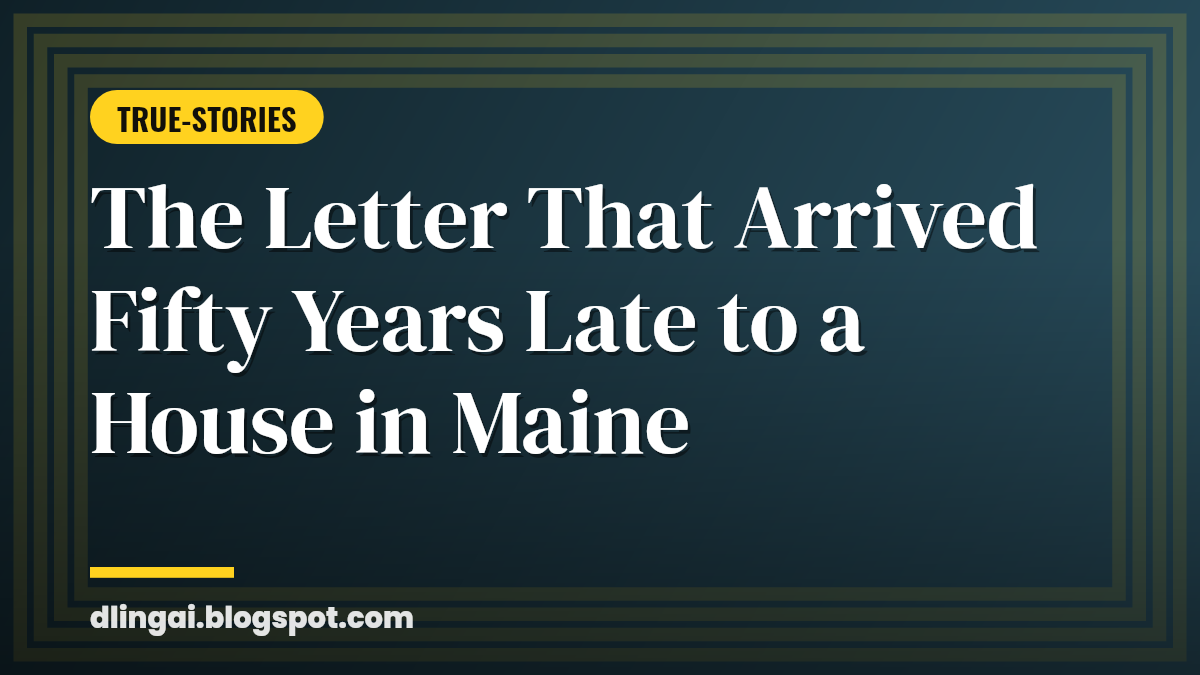 TRUE-STORIES
The Letter That Arrived
Fifty Years Late to a
House in Maine
dlingai.blogspot.com